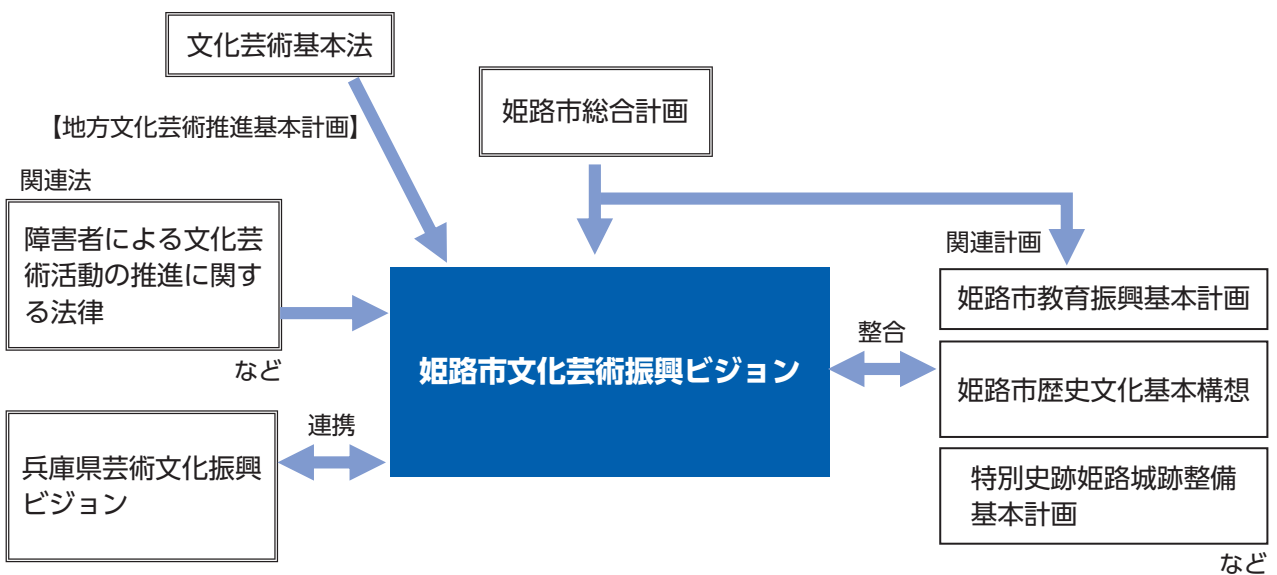 文化芸術基本法
姫路市総合計画
【地方文化芸術推進基本計画】
関連法
障害者による文化芸
術活動の推進に関す
る法律
など
兵庫県芸術文化振興
ビジョン
連携
姫路市文化芸術振興ビジョン
整合
関連計画
姫路市教育振興基本計画
姫路市歴史文化基本構想
特別史跡姫路城跡整備
基本計画
など